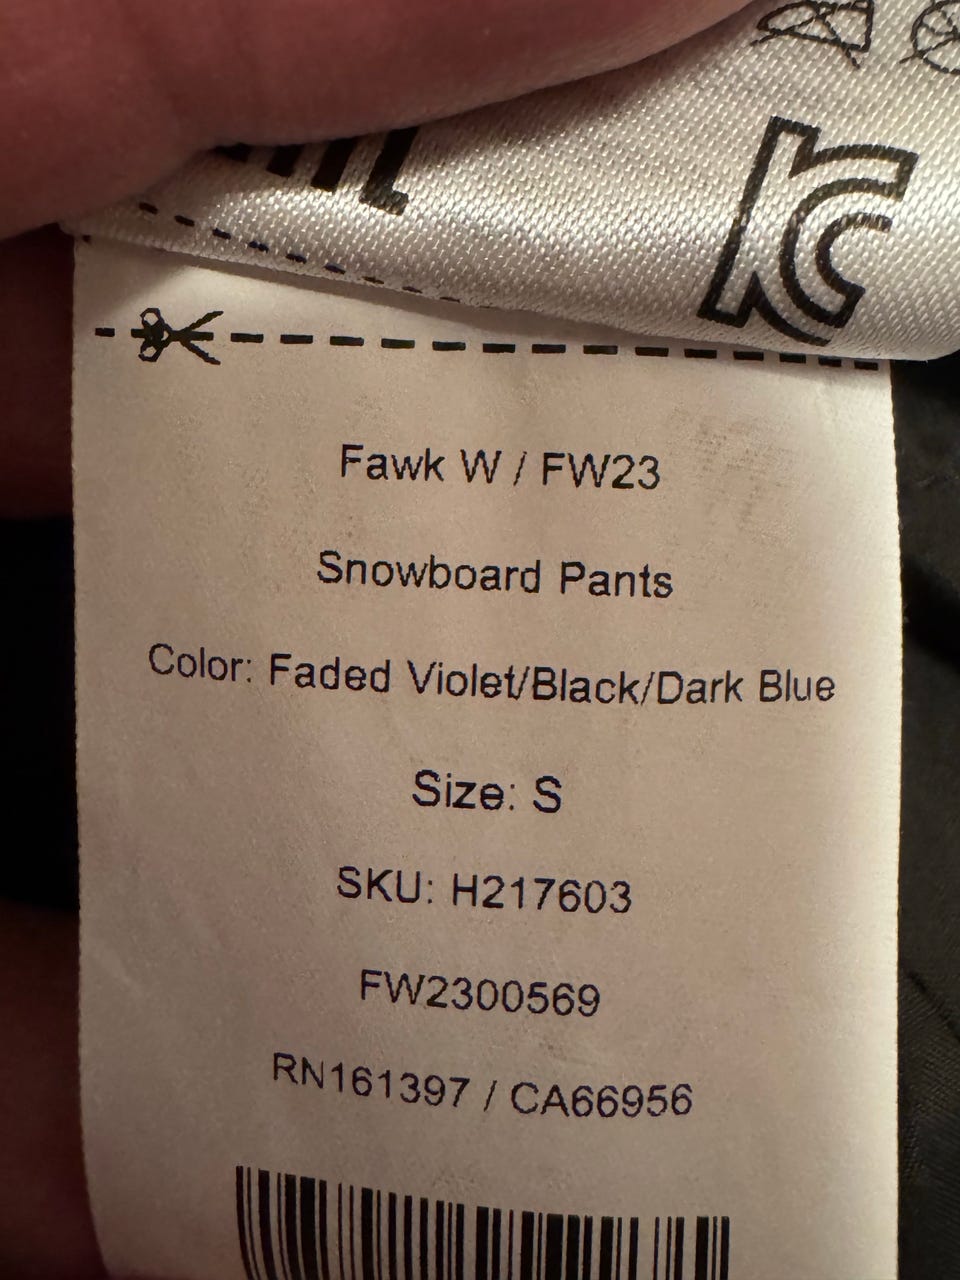 Fawk W / FW23
Snowboard Pants
Color: Faded Violet/Black/Dark Blue
Size: S
SKU: H217603
FW2300569
RN161397 / CA66956